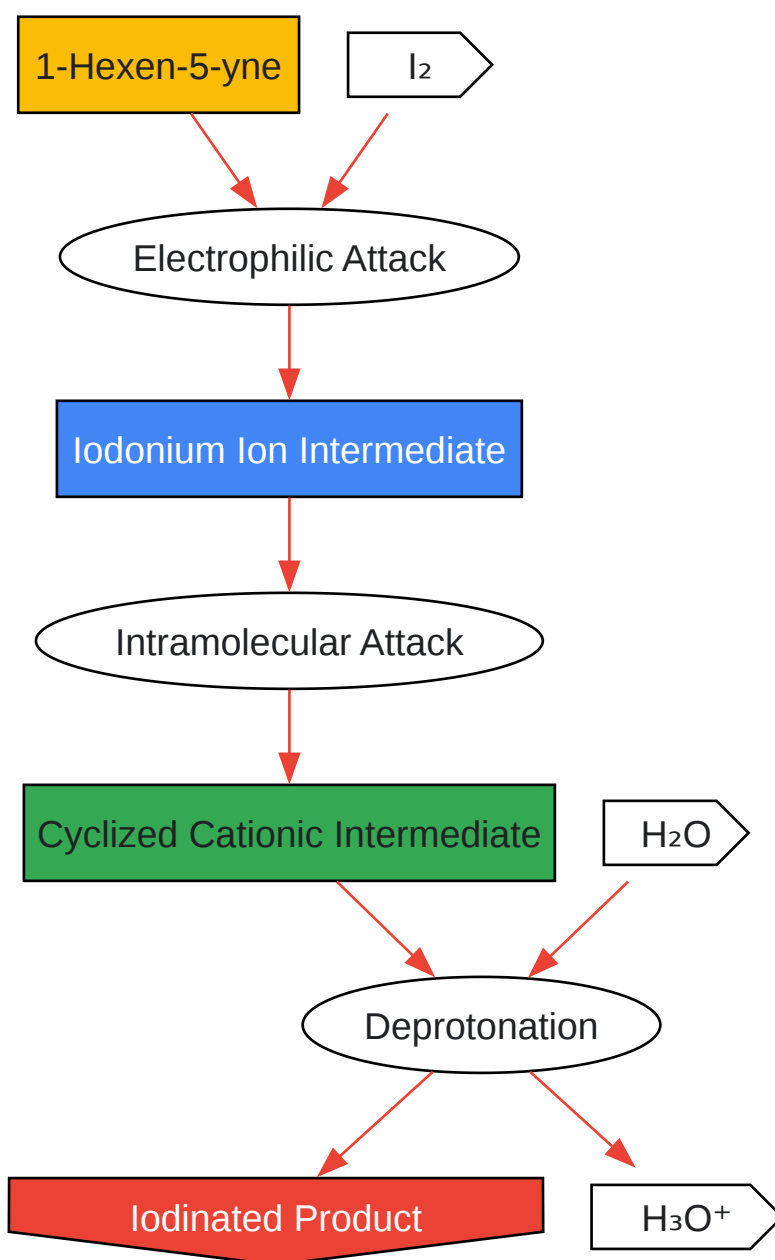 1-Hexen-5-yne
I₂
Electrophilic Attack
Iodonium Ion Intermediate
Intramolecular Attack
Cyclized Cationic Intermediate
H₂O
Deprotonation
Iodinated Product
H₃O⁺